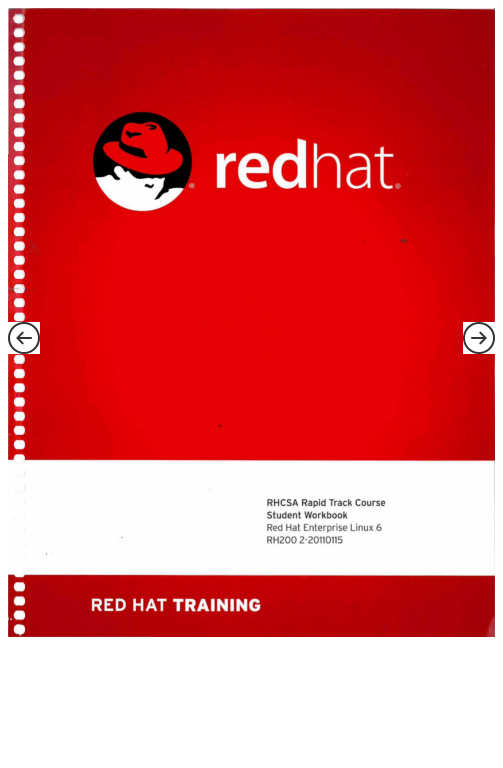 redhat
RHCSA Rapid Track Course
Student Workbook
Red Hat Enterprise Linux 6
RH200 2-20110115
RED HAT TRAINING